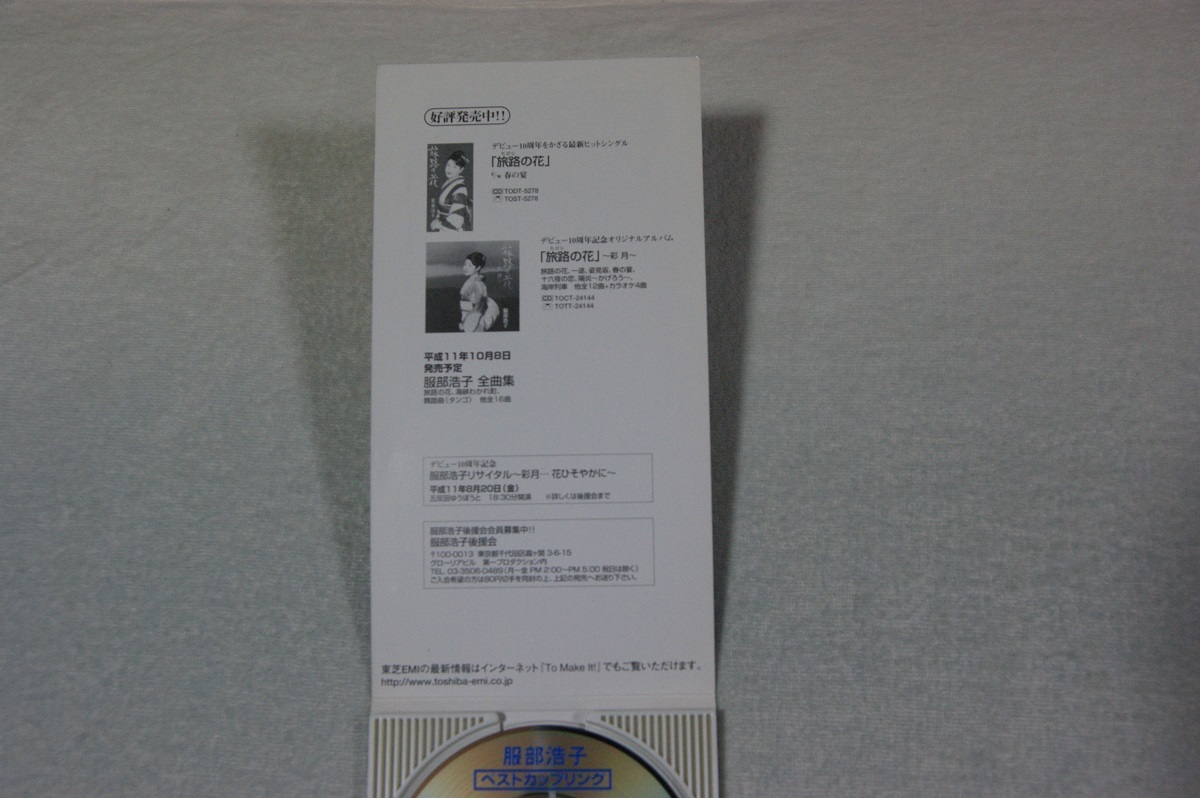 好評発売中!!
デビュー10周年をかざる最新ヒットシングル
「旅路の花」
c/w 春の宴
CD TODT-5278
TOST-5278
デビュー10周年記念オリジナルアルバム
「旅路の花」〜彩 月〜
旅路の花、一途、姿見坂、春の宴、
十六夜の恋、陽炎〜かげろう〜、
海岸列車 他全12曲+カラオケ4曲
CD TOCT-24144
TOTT-24144
平成11年10月8日
発売予定
服部浩子 全曲集
旅路の花、海峡わかれ町、
舞踏曲(タンゴ) 他全16曲
デビュー10周年記念
服部浩子リサイタル〜彩月… 花ひそやかに〜
平成11年8月20日(金)
五反田ゆうぽうと 18:30分開演 ※詳しくは後援会まで
服部浩子後援会会員募集中!!
服部浩子後援会
〒100-0013 東京都千代田区霞ヶ関 3-6-15
グローリアビル 第一プロダクション内
TEL 03-3506-0489(月〜金 PM 2:00〜PM 5:00 祝日は除く)
ご入会希望の方は80円切手を同封の上、上記の宛先へお送り下さい。
東芝EMIの最新情報はインターネット「To Make It!」でもご覧いただけます。
http://www.toshiba-emi.co.jp
服部浩子
ベストカップリング